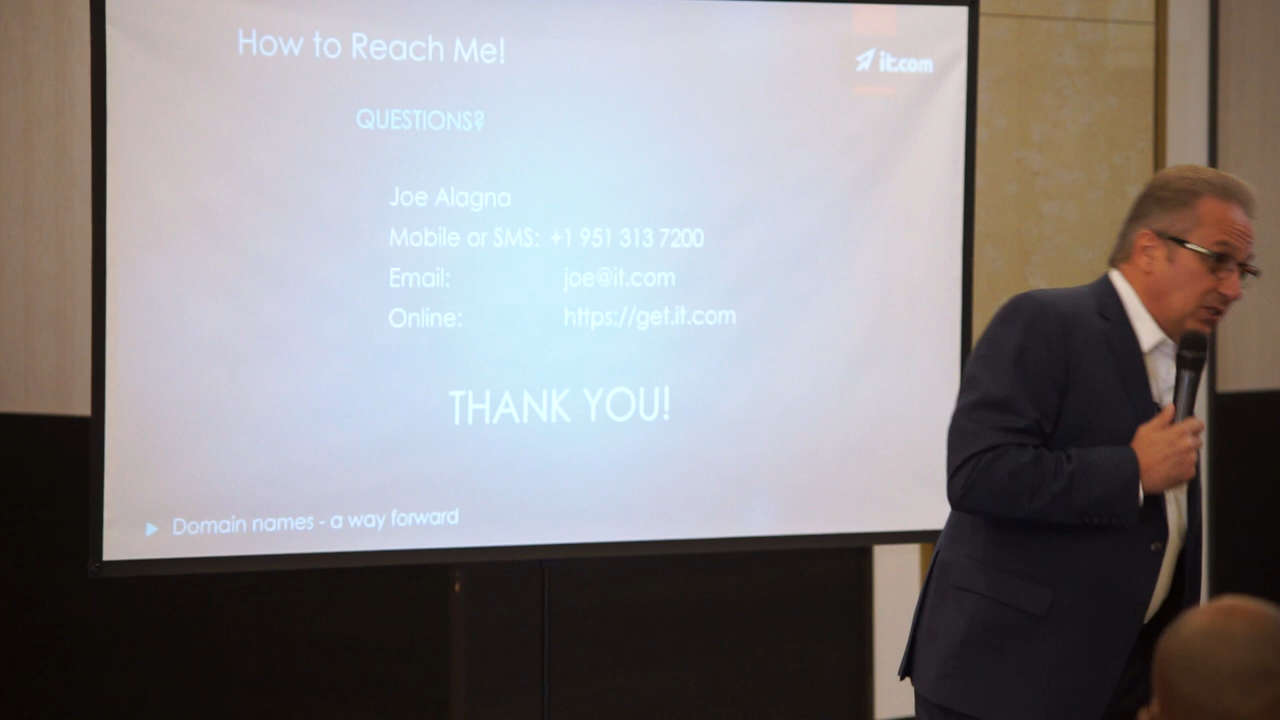 How to Reach Me!
it.com
QUESTIONS?
Joe Alagna
Mobile or SMS: +1 951 313 7200
Email: joe@it.com
Online: https://get.it.com
THANK YOU!
Domain names - a way forward